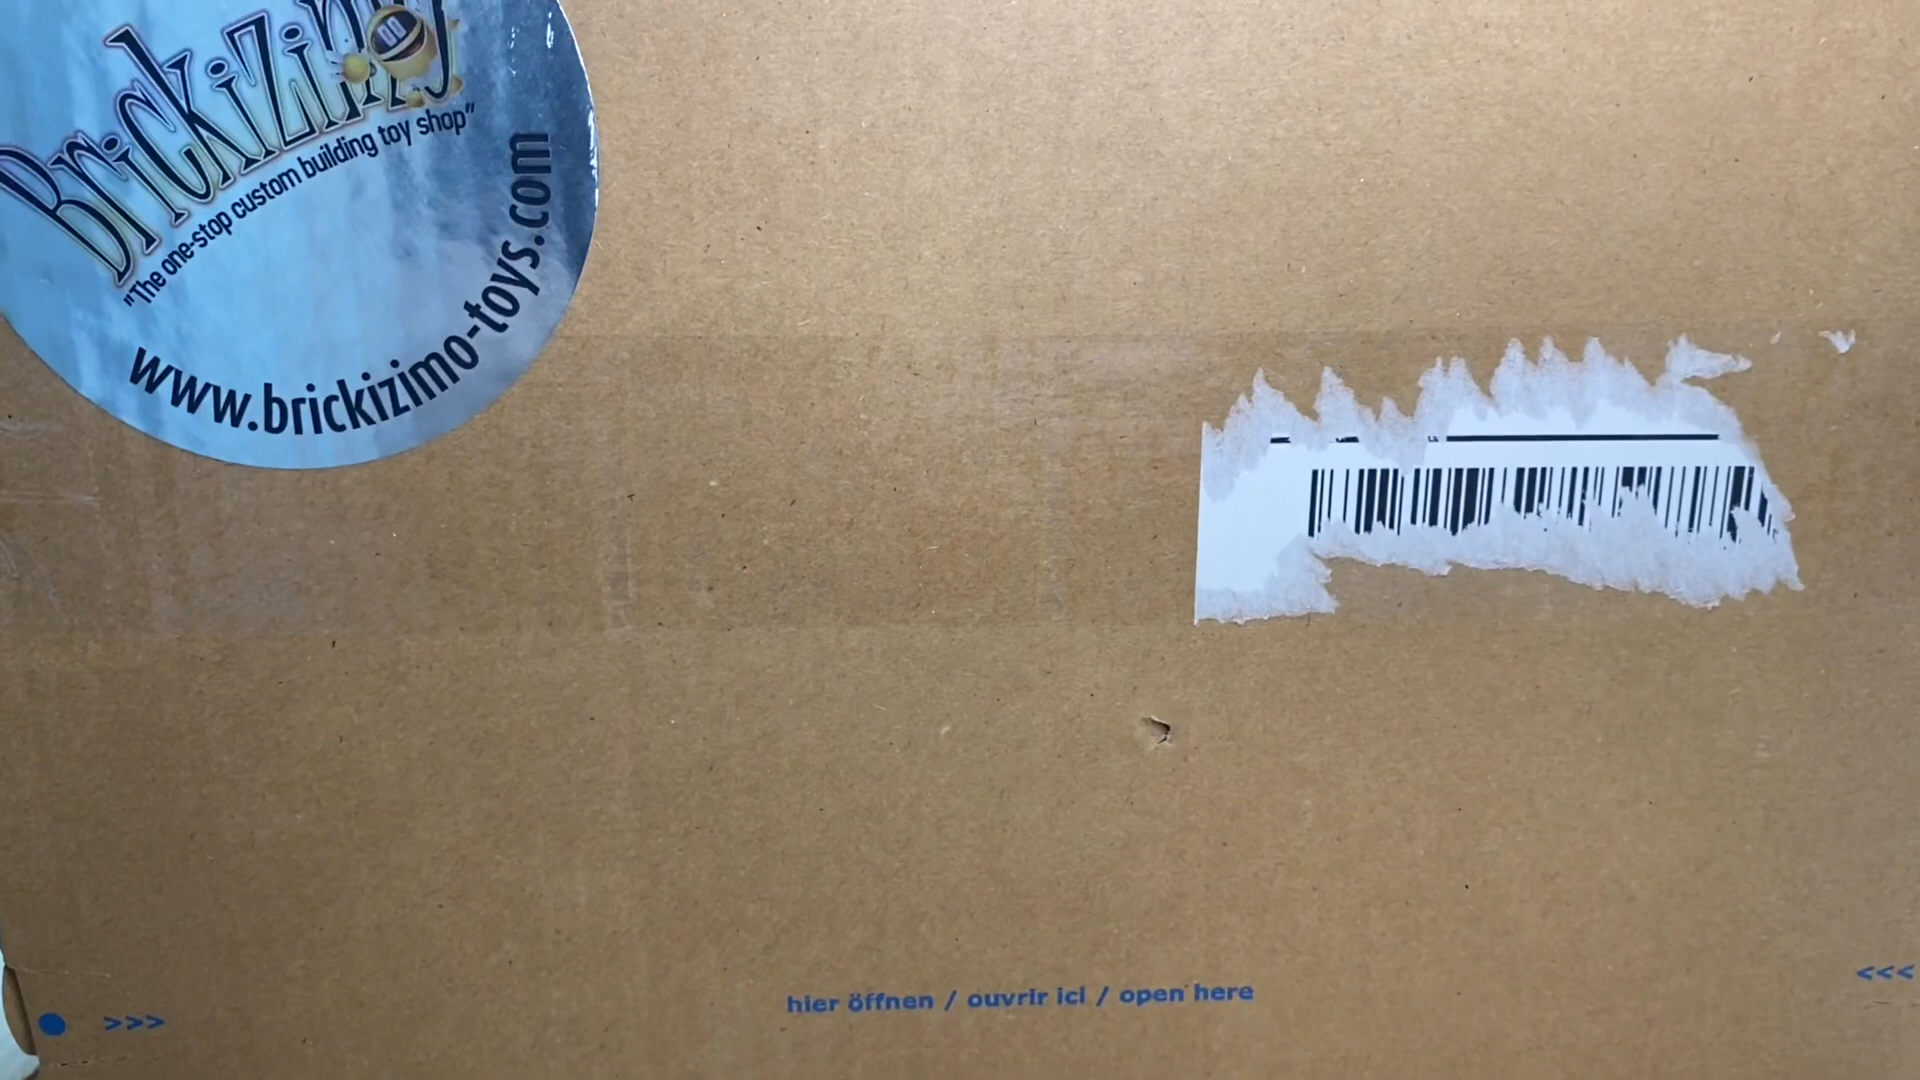 Brickizimo
"The one-stop custom building toy shop"
www.brickizimo-toys.com
hier öffnen / ouvrir ici / open here
>>>
<<<